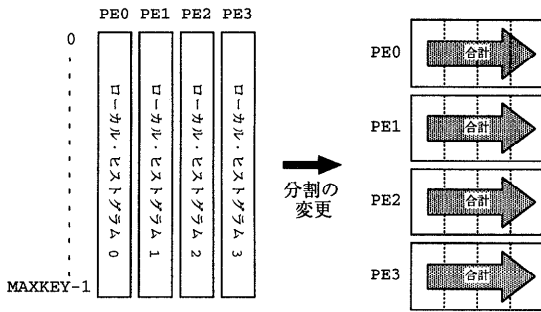 PE0 PE1 PE2 PE3
0
MAXKEY-1
ローカル・ヒストグラム 0
ローカル・ヒストグラム 1
ローカル・ヒストグラム 2
ローカル・ヒストグラム 3
分割の
変更
PE0
合計
PE1
合計
PE2
合計
PE3
合計